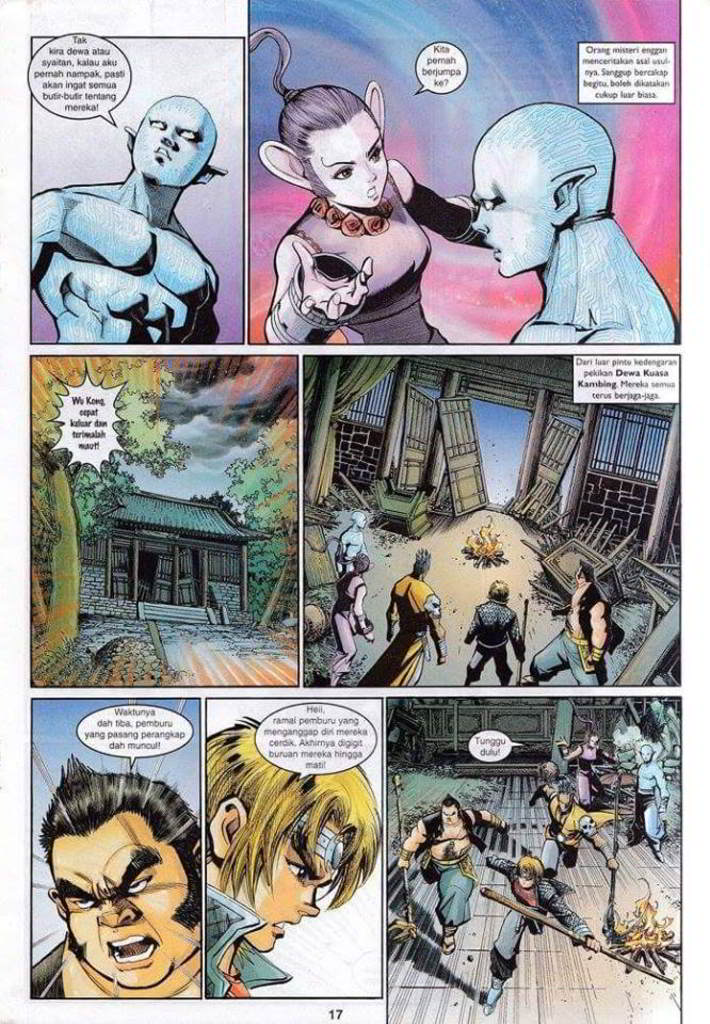 Tak
kira dewa atau
syaitan, kalau aku
pernah nampak, pasti
akan ingat semua
butir-butir tentang
mereka!
Kita
pernah
berjumpa
ke?
Orang misteri enggan
menceritakan asal usul-
nya. Sanggup bercakap
begitu, boleh dikatakan
cukup luar biasa.
Wu Kong,
cepat
keluar dan
terimalah
maut!
Dari luar pintu kedengaran
pekikan Dewa Kuasa
Kambing. Mereka semua
terus berjaga-jaga.
Waktunya
dah tiba, pemburu
yang pasang perangkap
dah muncul!
Heii,
ramai pemburu yang
menganggap diri mereka
cerdik. Akhirnya digigit
buruan mereka hingga
mati!
Tunggu
dulu!
17